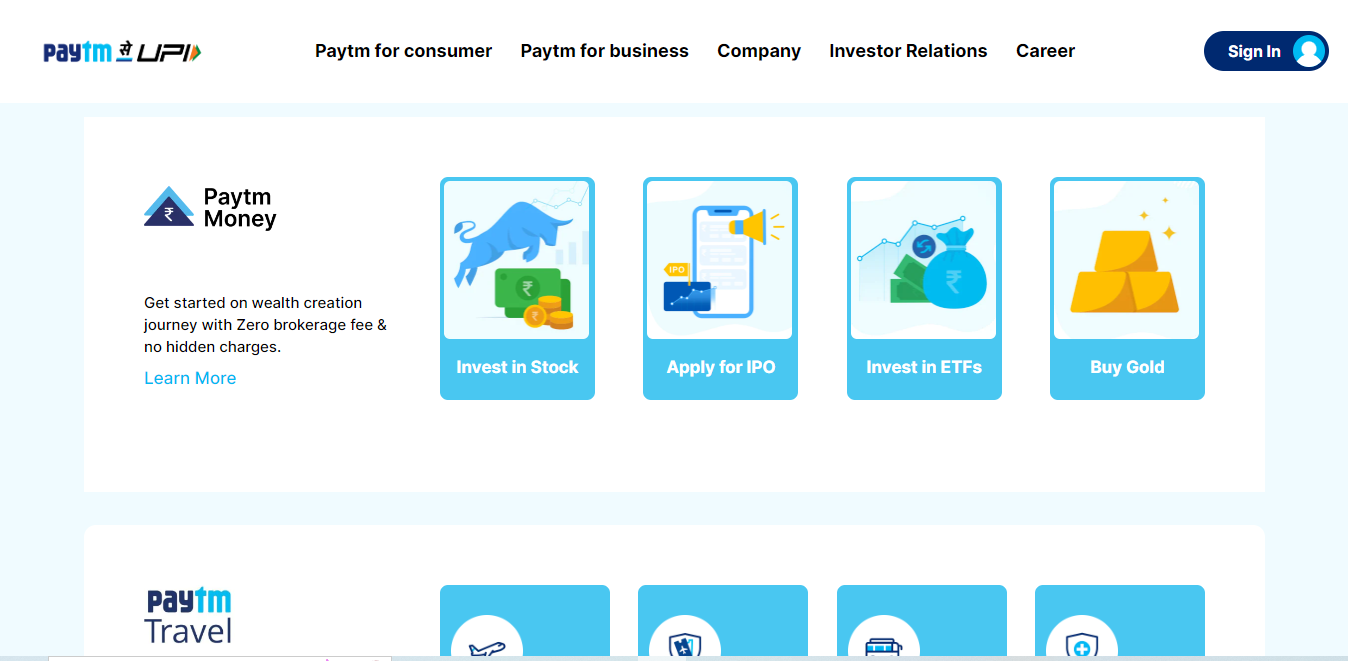 paytm से UPI
Paytm for consumer
Paytm for business
Company
Investor Relations
Career
Sign In
Paytm
Money
Get started on wealth creation
journey with Zero brokerage fee &
no hidden charges.
Learn More
₹
₹
₹
Invest in Stock
IPO
Apply for IPO
₹
Invest in ETFs
Buy Gold
paytm
Travel